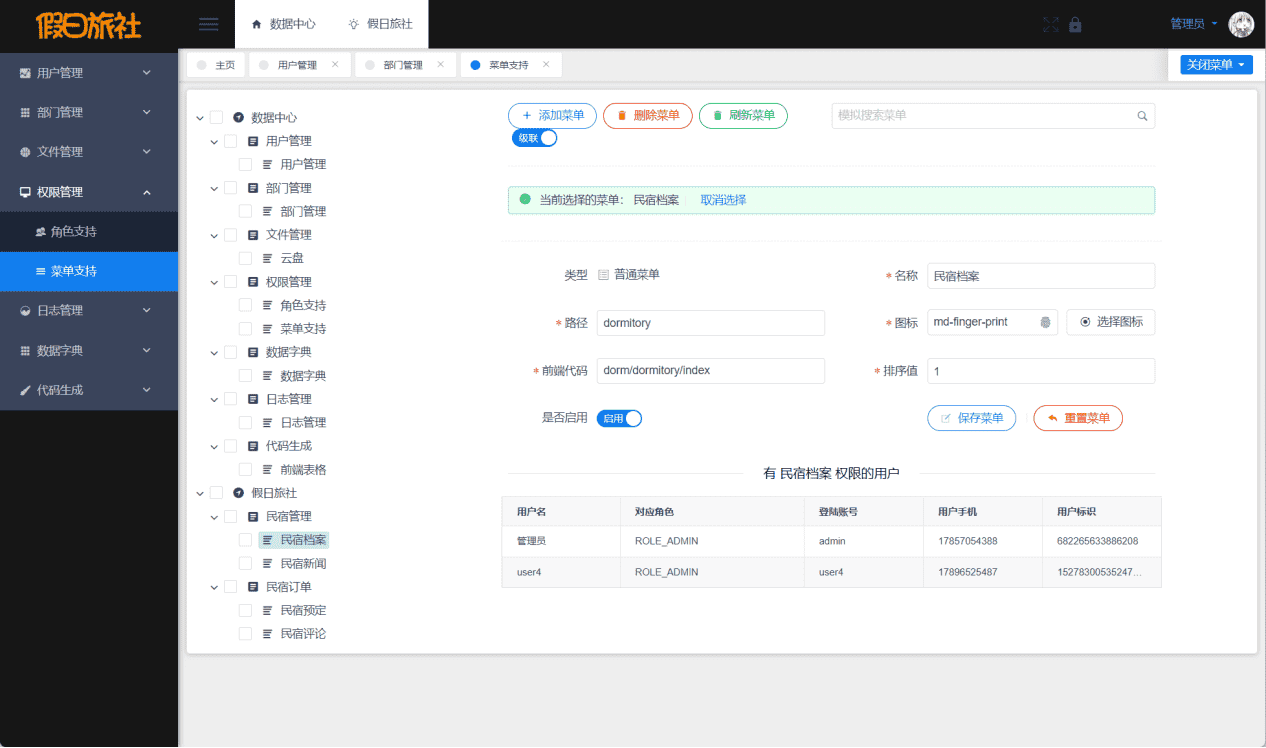 假日旅社
数据中心
假日旅社
管理员
用户管理
部门管理
文件管理
权限管理
角色支持
菜单支持
日志管理
数据字典
代码生成
主页
用户管理
部门管理
菜单支持
关闭菜单
数据中心
用户管理
用户管理
部门管理
部门管理
文件管理
云盘
权限管理
角色支持
菜单支持
数据字典
数据字典
日志管理
日志管理
代码生成
前端表格
假日旅社
民宿管理
民宿档案
民宿新闻
民宿订单
民宿预定
民宿评论
添加菜单 删除菜单 刷新菜单
模拟搜索菜单
级联
当前选择的菜单： 民宿档案 取消选择
类型 普通菜单 * 名称 民宿档案
* 路径 dormitory * 图标 md-finger-print 选择图标
* 前端代码 dorm/dormitory/index * 排序值 1
是否启用 启用 保存菜单 重置菜单
有 民宿档案 权限的用户
用户名 对应角色 登陆账号 用户手机 用户标识
管理员 ROLE_ADMIN admin 17857054388 682265633886208
user4 ROLE_ADMIN user4 17896525487 15278300535247...